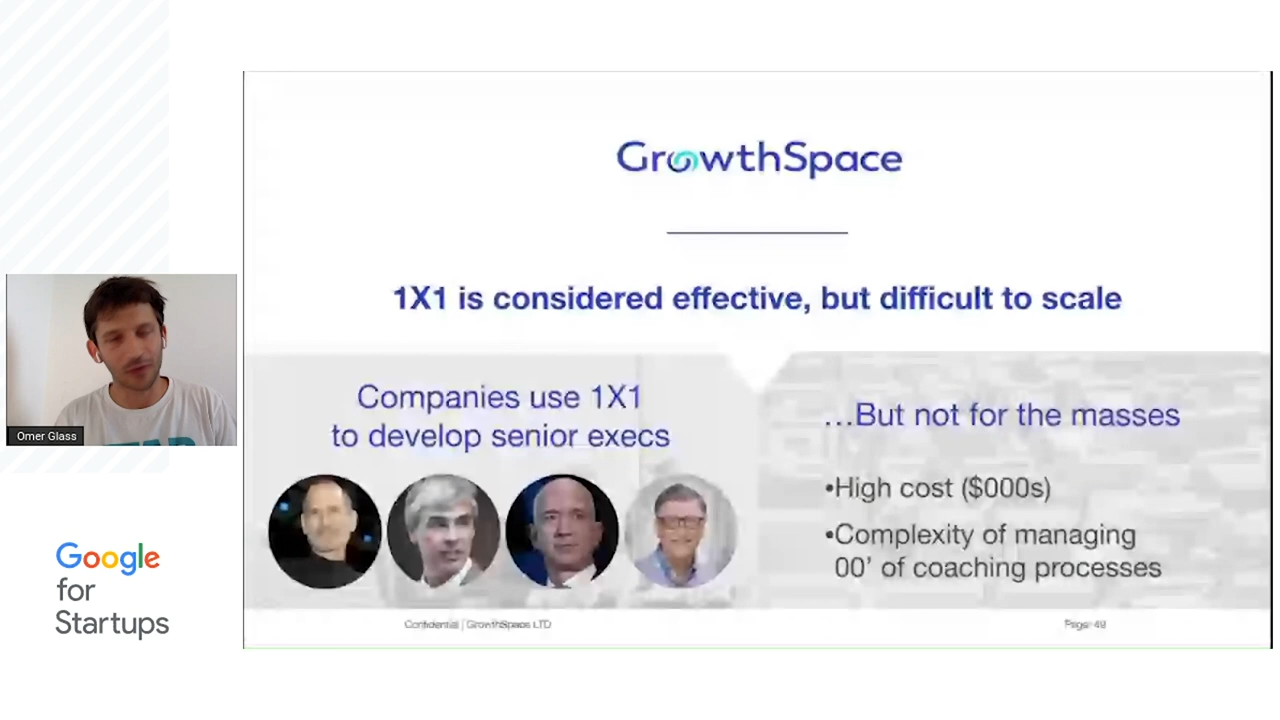 GrowthSpace
1X1 is considered effective, but difficult to scale
Companies use 1X1
to develop senior execs
...But not for the masses
•High cost ($000s)
•Complexity of managing
00' of coaching processes
Confidential | GrowthSpace LTD
Page 49
Omer Glass
Google
for
Startups